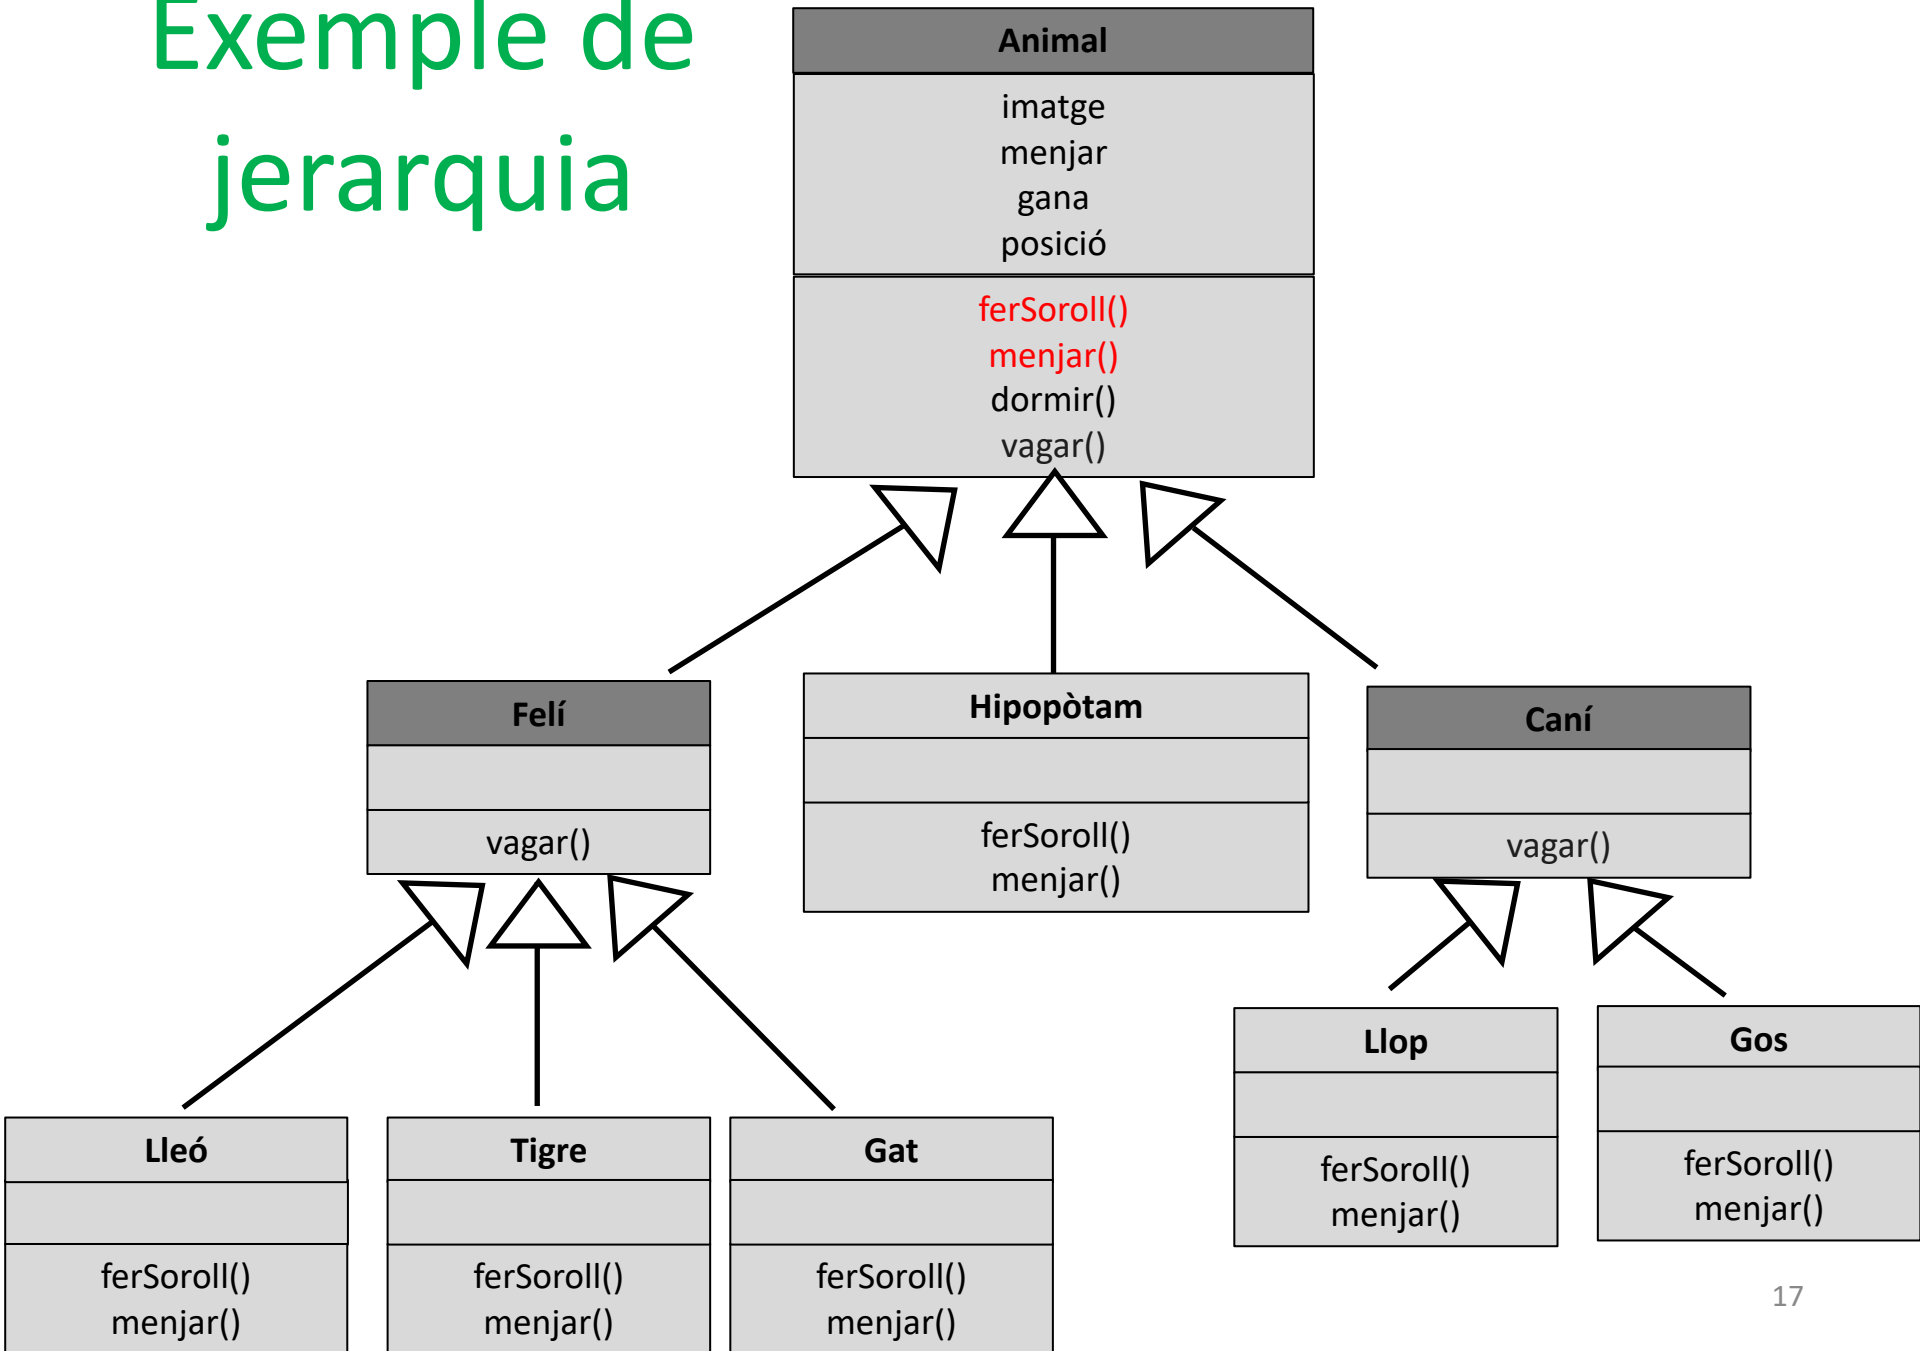 Exemple de
jerarquia
Animal
imatge
menjar
gana
posició
ferSoroll()
menjar()
dormir()
vagar()
Felí
vagar()
Hipopòtam
ferSoroll()
menjar()
Caní
vagar()
Lleó
ferSoroll()
menjar()
Tigre
ferSoroll()
menjar()
Gat
ferSoroll()
menjar()
Llop
ferSoroll()
menjar()
Gos
ferSoroll()
menjar()
17